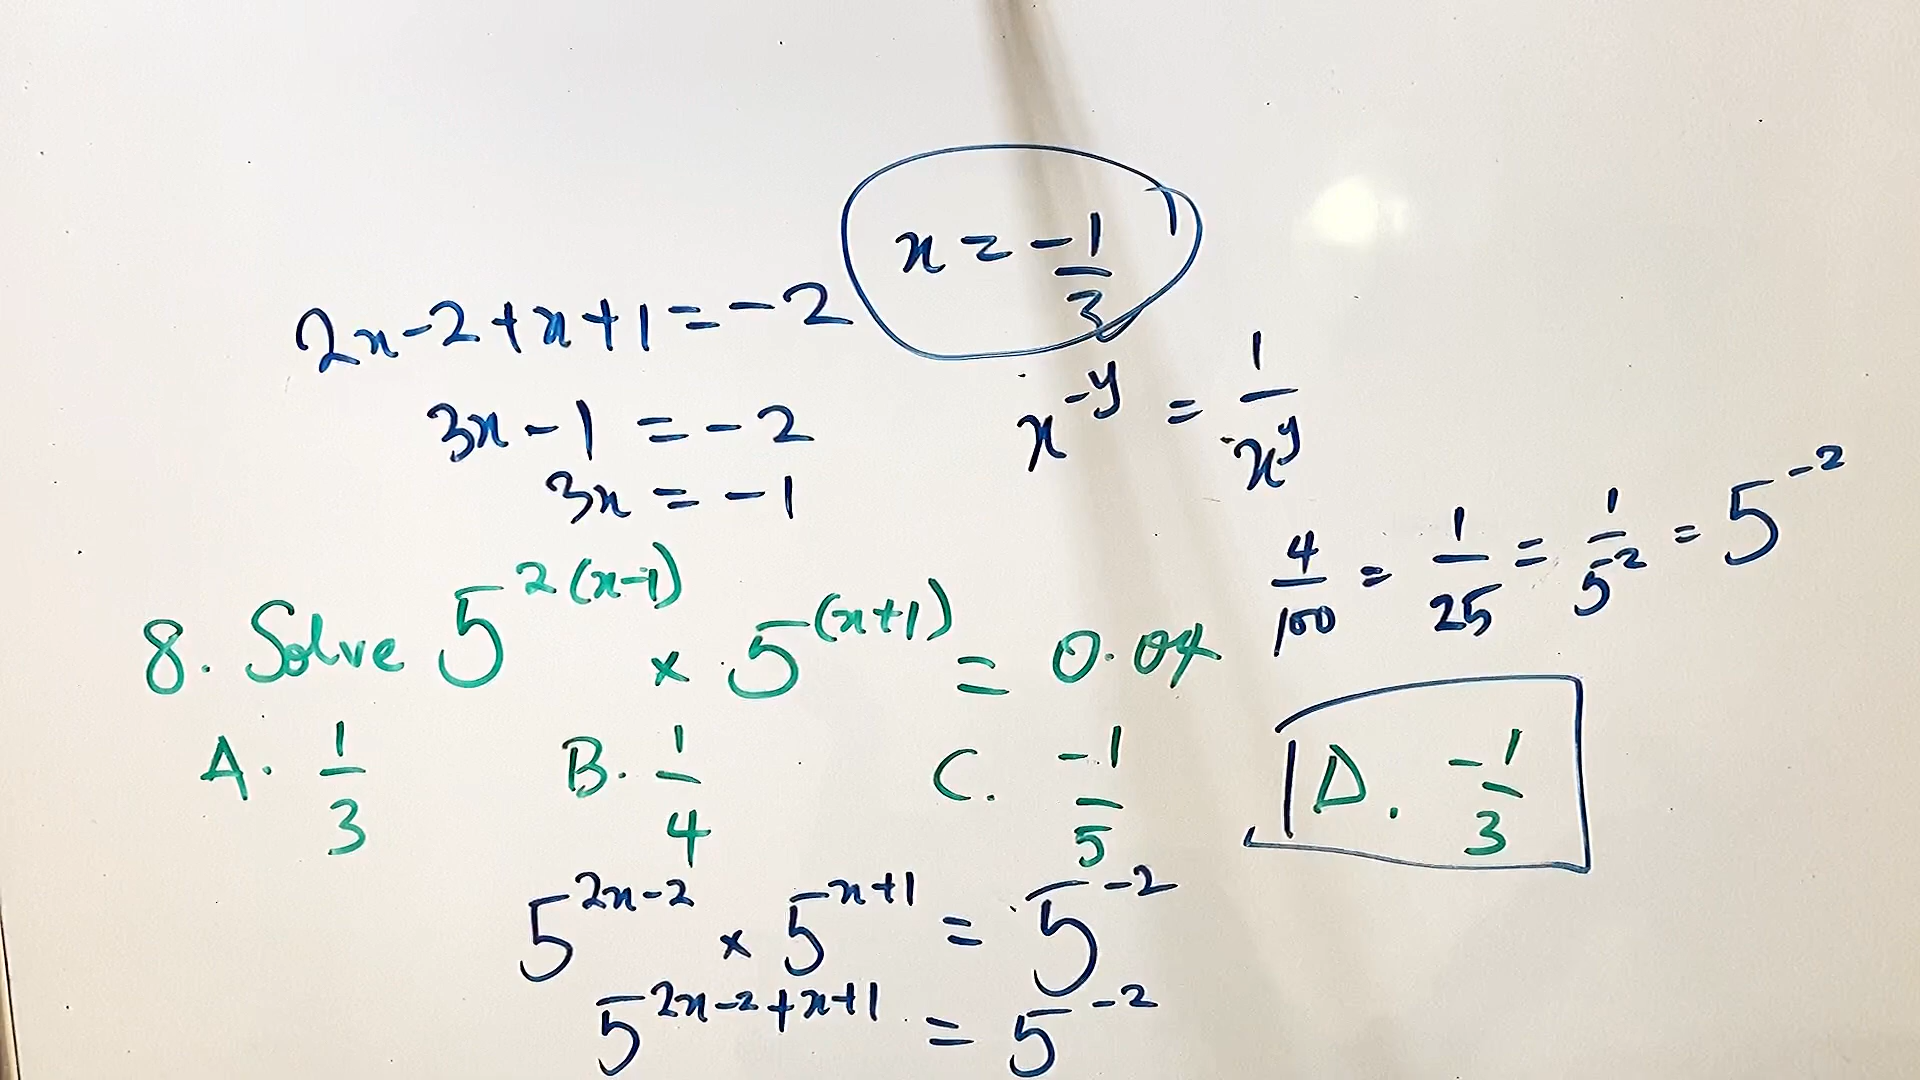 x = -1/3
2x-2+x+1=-2
3x-1 = -2
x^-y = 1/x^y
3x = -1
4/100 = 1/25 = 1/5^2 = 5^-2
8. Solve 5^2(x-1) × 5^(x+1) = 0.04
A. 1/3 B. 1/4 C. -1/5 D. -1/3
5^2x-2 × 5^x+1 = 5^-2
5^2x-2+x+1 = 5^-2